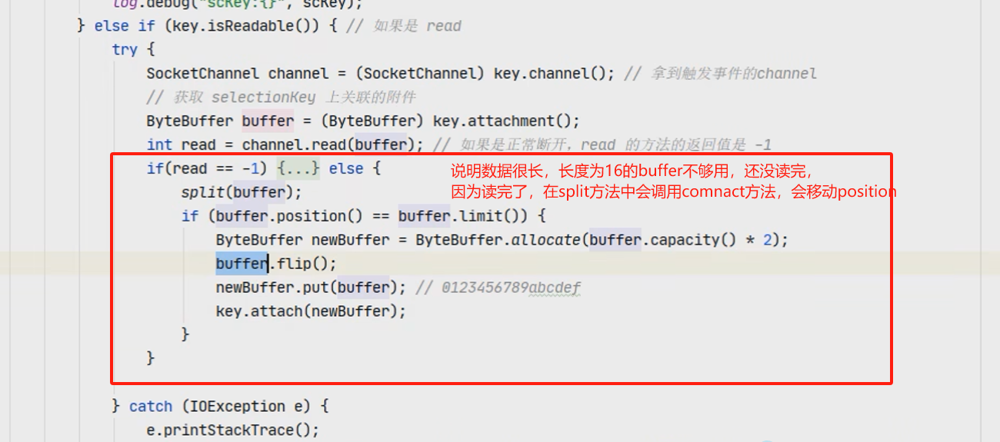 log.debug("scKey:{}", scKey);
} else if (key.isReadable()) { // 如果是 read
try {
SocketChannel channel = (SocketChannel) key.channel(); // 拿到触发事件的channel
// 获取 selectionKey 上关联的附件
ByteBuffer buffer = (ByteBuffer) key.attachment();
int read = channel.read(buffer); // 如果是正常断开，read 的方法的返回值是 -1
if(read == -1) {...} else {
说明数据很长，长度为16的buffer不够用，还没读完，
split(buffer);
因为读完了，在split方法中会调用comnact方法，会移动position
if (buffer.position() == buffer.limit()) {
ByteBuffer newBuffer = ByteBuffer.allocate(buffer.capacity() * 2);
buffer.flip();
newBuffer.put(buffer); // 0123456789abcdef
key.attach(newBuffer);
}
}
} catch (IOException e) {
e.printStackTrace();